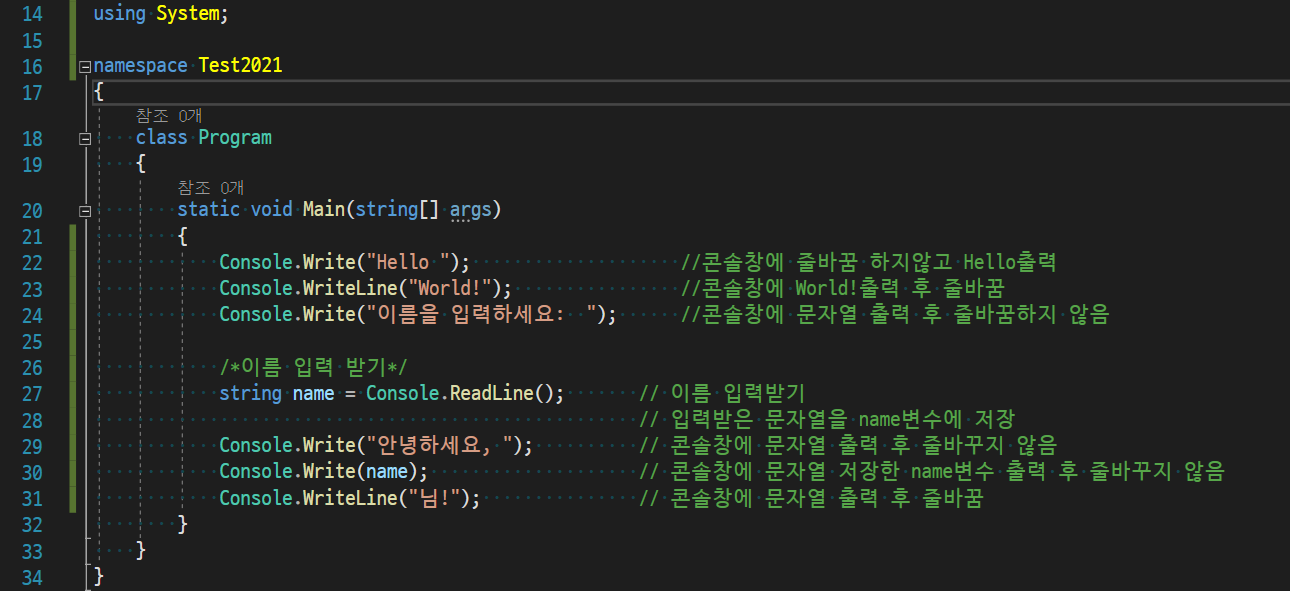 14 using System;
15
16 namespace Test2021
17 {
참조 0개
18 class Program
19 {
참조 0개
20 static void Main(string[] args)
21 {
22 Console.Write("Hello "); //콘솔창에 줄바꿈 하지않고 Hello출력
23 Console.WriteLine("World!"); //콘솔창에 World!출력 후 줄바꿈
24 Console.Write("이름을 입력하세요: "); //콘솔창에 문자열 출력 후 줄바꿈하지 않음
25
26 /*이름 입력 받기*/
27 string name = Console.ReadLine(); // 이름 입력받기
28 // 입력받은 문자열을 name변수에 저장
29 Console.Write("안녕하세요, "); // 콘솔창에 문자열 출력 후 줄바꾸지 않음
30 Console.Write(name); // 콘솔창에 문자열 저장한 name변수 출력 후 줄바꾸지 않음
31 Console.WriteLine("님!"); // 콘솔창에 문자열 출력 후 줄바꿈
32 }
33 }
34 }